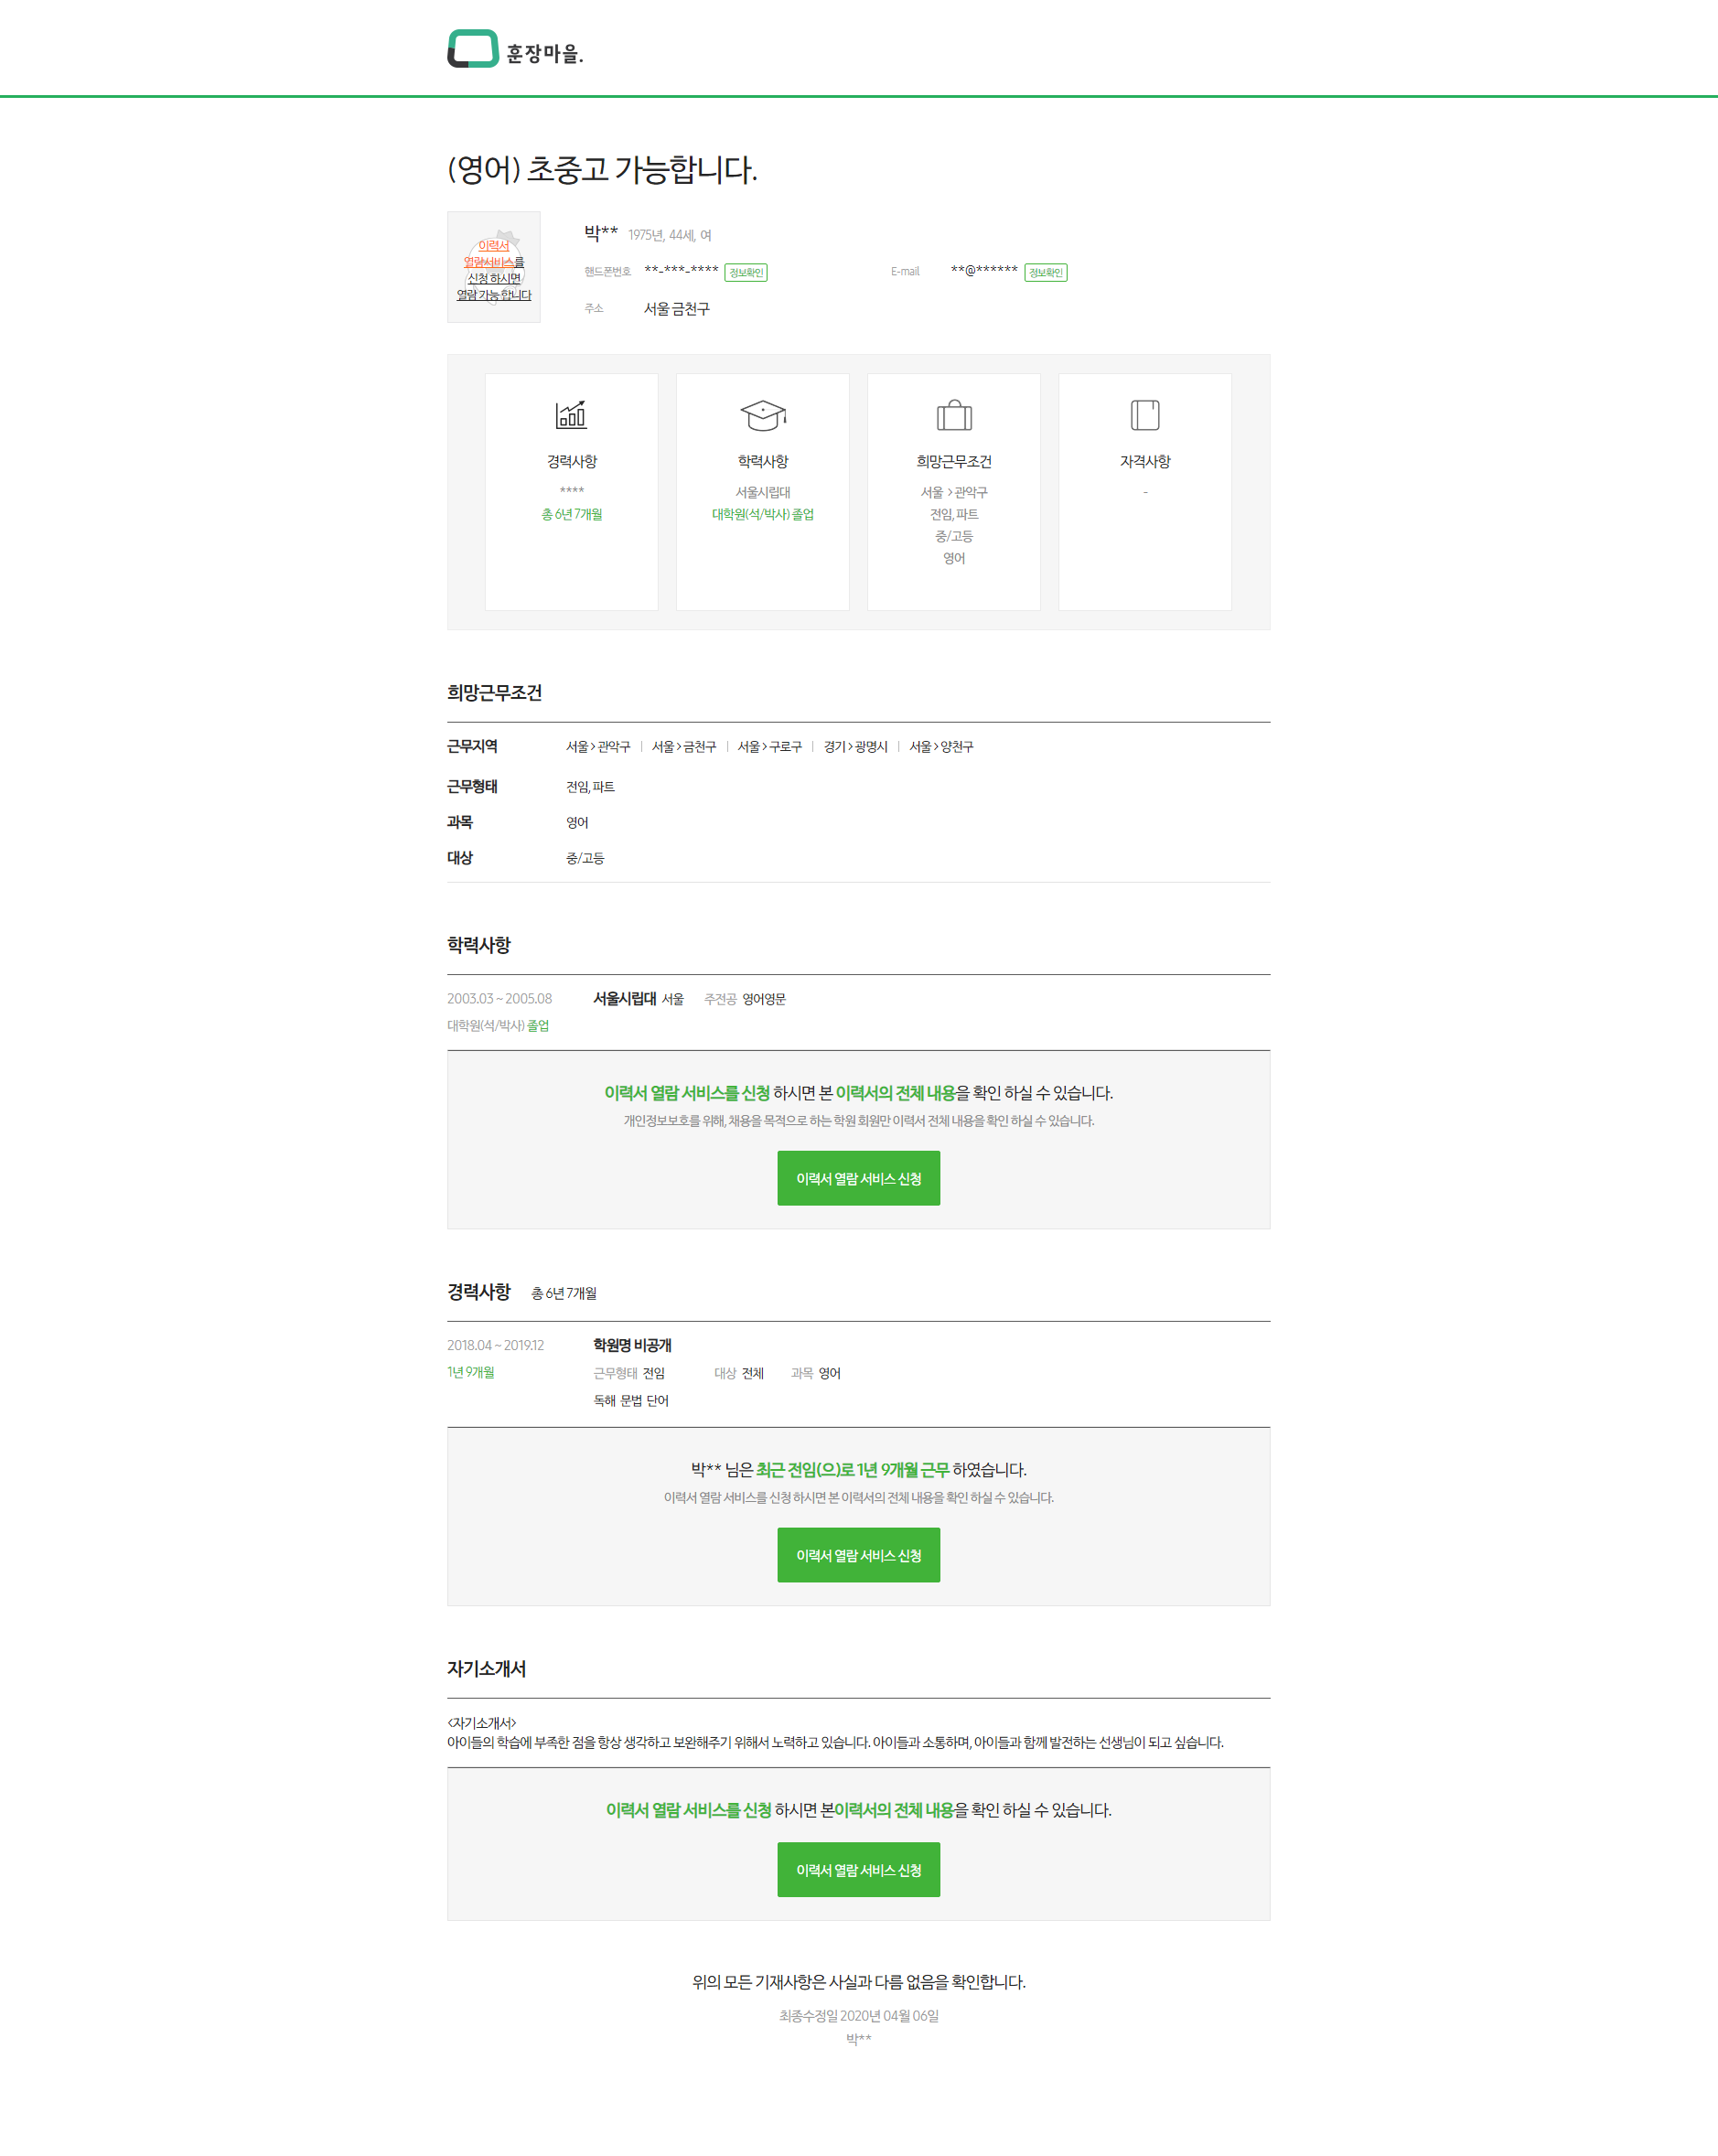 훈장마을.
(영어) 초중고 가능합니다.
이력서
열람서비스를
신청 하시면
열람 가능 합니다
박** 1975년, 44세, 여
핸드폰번호 **-***-**** 정보확인 E-mail **@****** 정보확인
주소 서울 금천구
경력사항
****
총 6년 7개월
학력사항
서울시립대
대학원(석/박사) 졸업
희망근무조건
서울 > 관악구
전임, 파트
중/고등
영어
자격사항
-
희망근무조건
근무지역 서울 > 관악구 | 서울 > 금천구 | 서울 > 구로구 | 경기 > 광명시 | 서울 > 양천구
근무형태 전임, 파트
과목 영어
대상 중/고등
학력사항
2003.03 ~ 2005.08 서울시립대 서울 주전공 영어영문
대학원(석/박사) 졸업
이력서 열람 서비스를 신청 하시면 본 이력서의 전체 내용을 확인 하실 수 있습니다.
개인정보보호를 위해, 채용을 목적으로 하는 학원 회원만 이력서 전체 내용을 확인 하실 수 있습니다.
이력서 열람 서비스 신청
경력사항 총 6년 7개월
2018.04 ~ 2019.12 학원명 비공개
1년 9개월 근무형태 전임 대상 전체 과목 영어
독해 문법 단어
박** 님은 최근 전임(으)로 1년 9개월 근무 하였습니다.
이력서 열람 서비스를 신청 하시면 본 이력서의 전체 내용을 확인 하실 수 있습니다.
이력서 열람 서비스 신청
자기소개서
<자기소개서>
아이들의 학습에 부족한 점을 항상 생각하고 보완해주기 위해서 노력하고 있습니다. 아이들과 소통하며, 아이들과 함께 발전하는 선생님이 되고 싶습니다.
이력서 열람 서비스를 신청 하시면 본이력서의 전체 내용을 확인 하실 수 있습니다.
이력서 열람 서비스 신청
위의 모든 기재사항은 사실과 다름 없음을 확인합니다.
최종수정일 2020년 04월 06일
박**